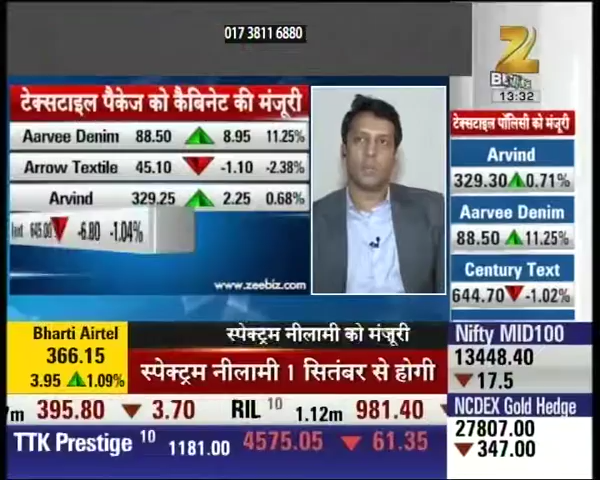 017 3811 6880
Z
13:32
टेक्सटाइल पैकेज को कैबिनेट की मंजूरी
Aarvee Denim 88.50 8.95 11.25%
Arrow Textile 45.10 -1.10 -2.38%
Arvind 329.25 2.25 0.68%
645.00 -6.80 -1.04%
www.zeebiz.com
टेक्सटाइल पॉलिसी को मंजूरी
Arvind
329.30 0.71%
Aarvee Denim
88.50 11.25%
Century Text
644.70 -1.02%
Bharti Airtel
366.15
3.95 1.09%
स्पेक्ट्रम नीलामी को मंजूरी
स्पेक्ट्रम नीलामी 1 सितंबर से होगी
Nifty MID100
13448.40
17.5
7m 395.80 3.70 RIL 10 1.12m 981.40
NCDEX Gold Hedge
27807.00
347.00
TTK Prestige 10 1181.00 4575.05 61.35